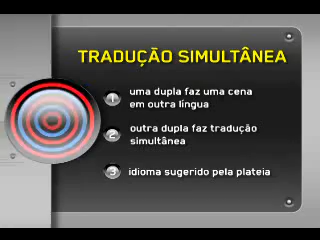 TRADUÇÃO SIMULTÂNEA
1 uma dupla faz uma cena
em outra língua
2 outra dupla faz tradução
simultânea
3 idioma sugerido pela plateia